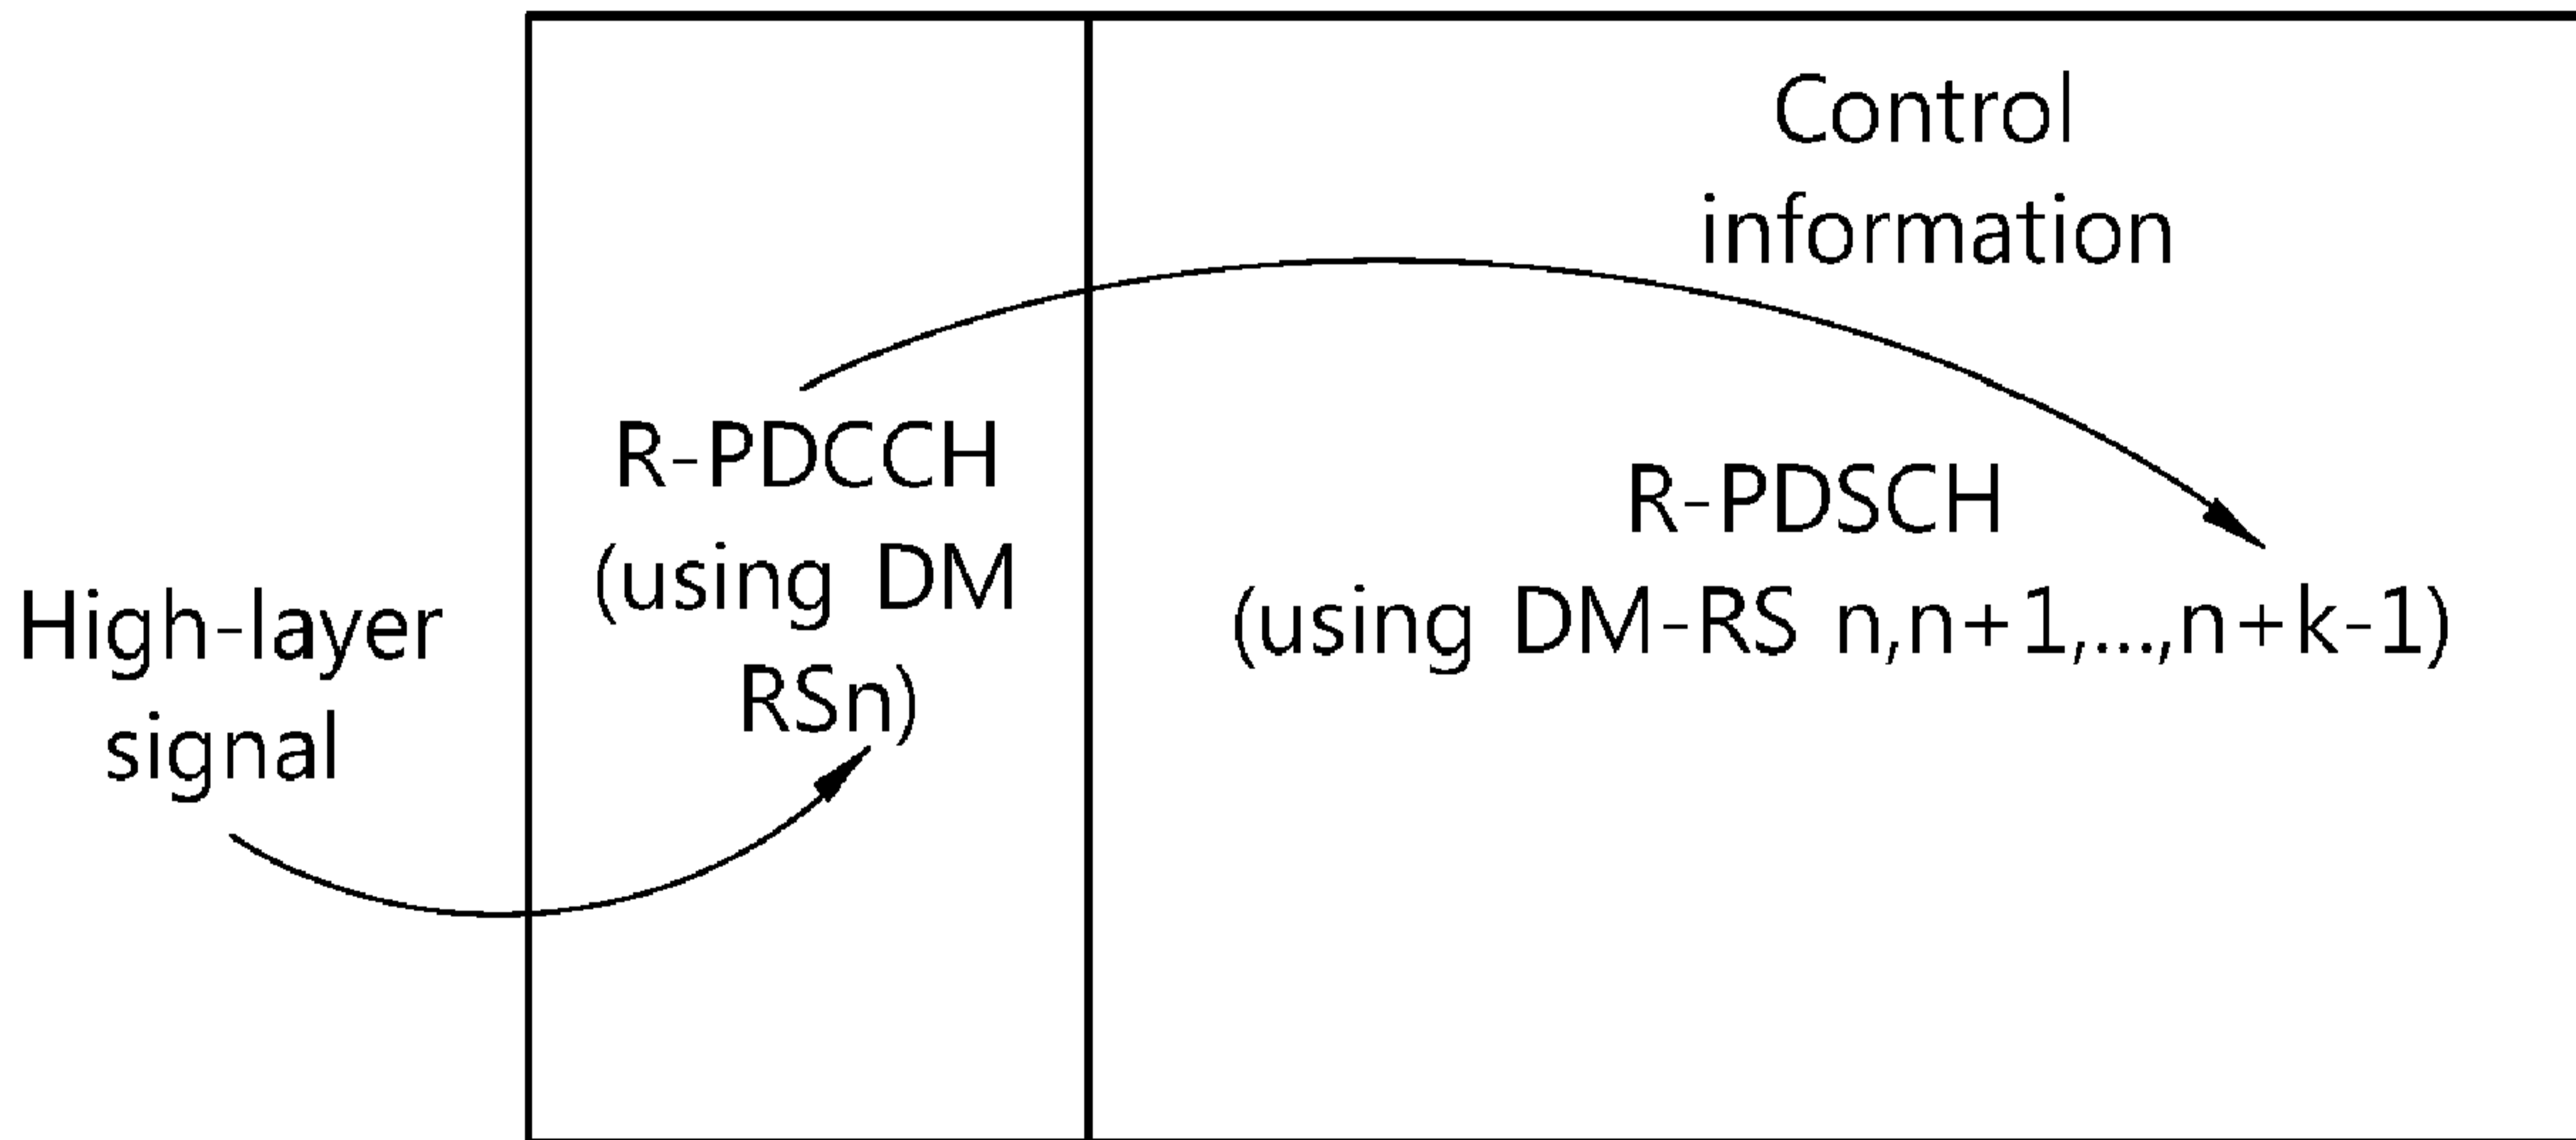 High-layer
signal
R-PDCCH
(using DM
RSn)
Control
information
R-PDSCH
(using DM-RS n,n+1,...,n+k-1)